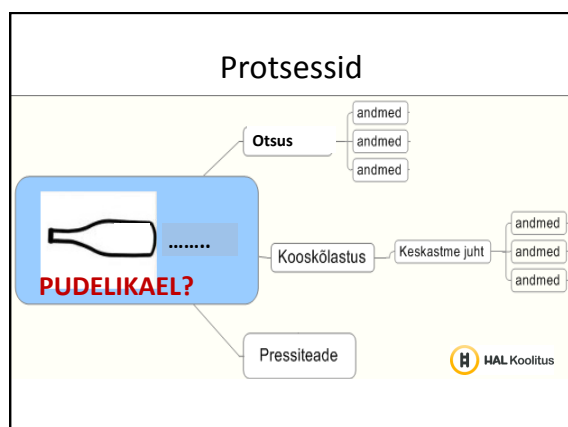 Protsessid
Otsus
andmed
andmed
andmed
........
PUDELIKAEL?
Kooskõlastus
Keskastme juht
andmed
andmed
andmed
Pressiteade
HAL Koolitus